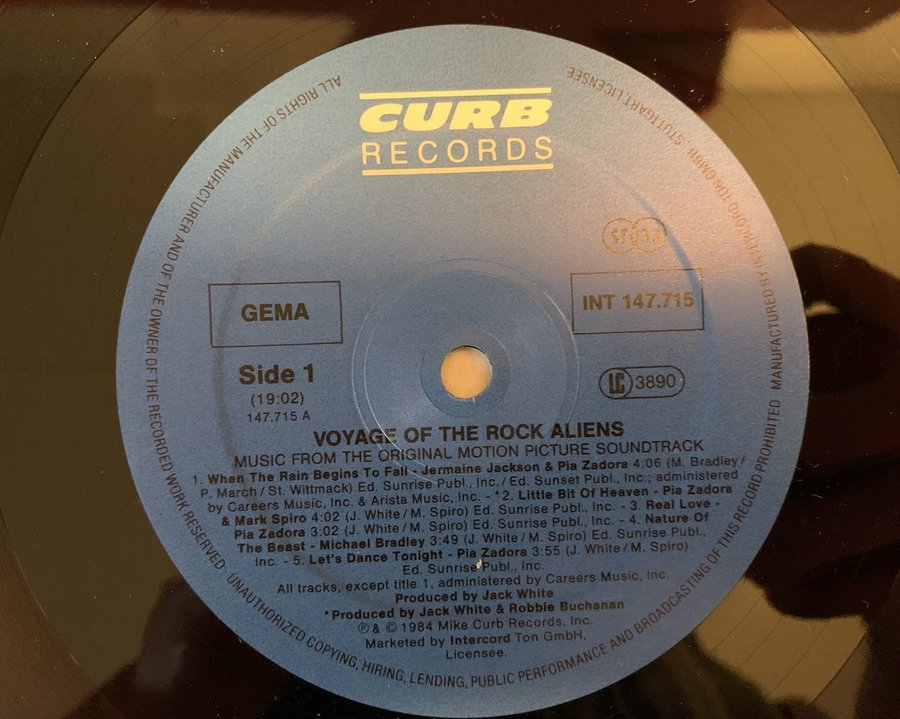 CURB
RECORDS
GEMA
INT 147.715
Side 1
(19:02)
147.715 A
LC 3890
VOYAGE OF THE ROCK ALIENS
MUSIC FROM THE ORIGINAL MOTION PICTURE SOUNDTRACK
1. When The Rain Begins To Fall - Jermaine Jackson & Pia Zadora 4:06 (M. Bradley /
P. March / St. Wittmack) Ed. Sunrise Publ., Inc. / Ed. Sunset Publ., Inc.; administered
by Careers Music, Inc. & Arista Music, Inc. - *2. Little Bit Of Heaven - Pia Zadora
& Mark Spiro 4:02 (J. White / M. Spiro) Ed. Sunrise Publ., Inc. - 3. Real Love -
Pia Zadora 3:02 (J. White / M. Spiro) Ed. Sunrise Publ., Inc. - 4. Nature Of
The Beast - Michael Bradley 3:49 (J. White / M. Spiro) Ed. Sunrise Publ.,
Inc. - 5. Let's Dance Tonight - Pia Zadora 3:55 (J. White / M. Spiro)
Ed. Sunrise Publ., Inc.
All tracks, except title 1, administered by Careers Music, Inc.
Produced by Jack White
*Produced by Jack White & Robbie Buchanan
℗ & © 1984 Mike Curb Records, Inc.
Marketed by Intercord Ton GmbH,
Licensee.
ALL RIGHTS OF THE MANUFACTURER AND OF THE OWNER OF THE RECORDED WORK RESERVED UNAUTHORIZED COPYING, HIRING, LENDING, PUBLIC PERFORMANCE AND BROADCASTING OF THIS RECORD PROHIBITED MANUFACTURED BY INTERCORD TON GMBH · STUTTGART, LICENSEE